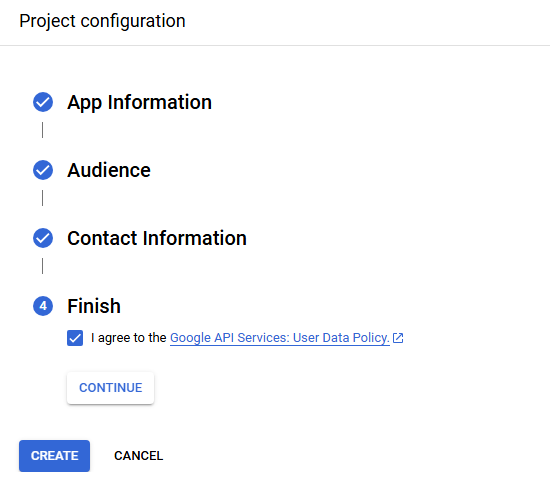 Project configuration
App Information
Audience
Contact Information
4 Finish
I agree to the Google API Services: User Data Policy.
CONTINUE
CREATE CANCEL